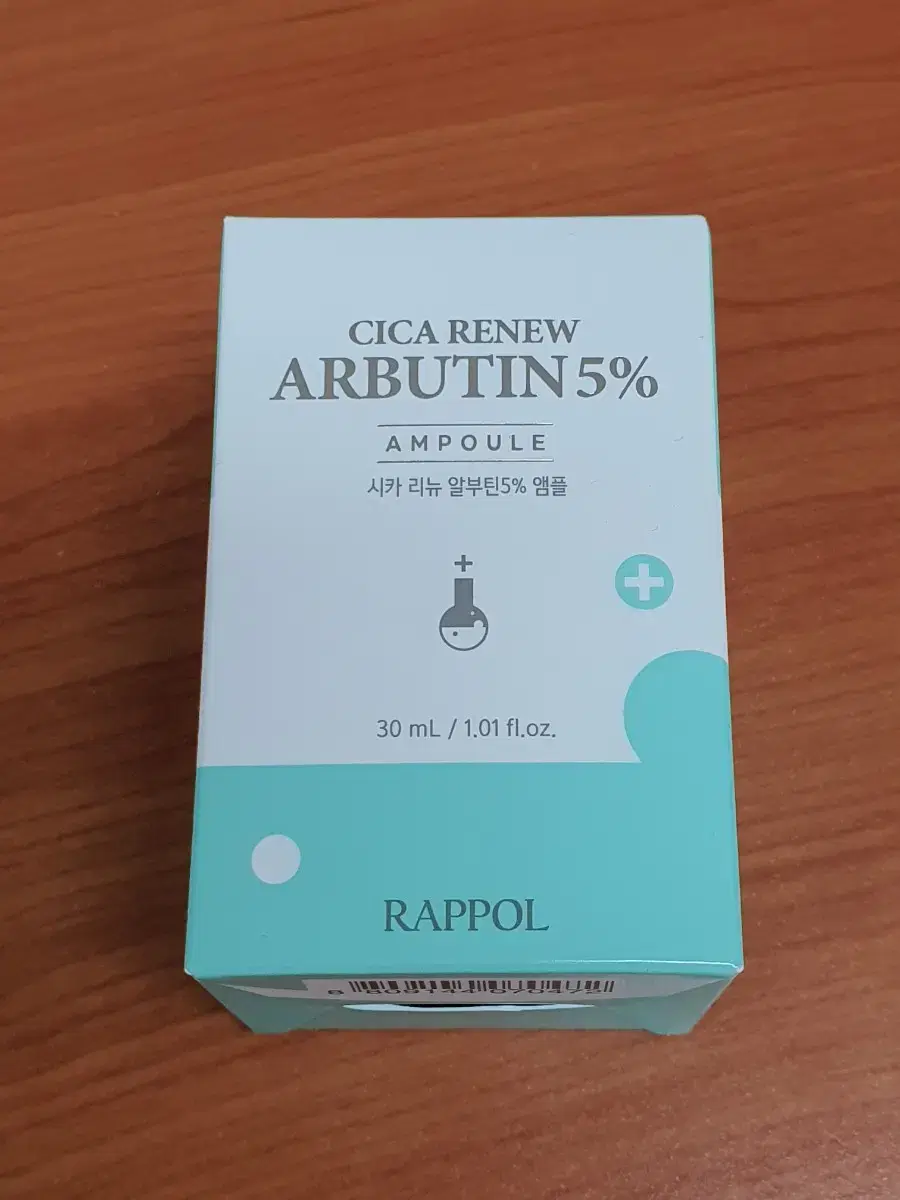 CICA RENEW
ARBUTIN 5%
AMPOULE
시카 리뉴 알부틴5% 앰플
30 mL / 1.01 fl.oz.
RAPPOL